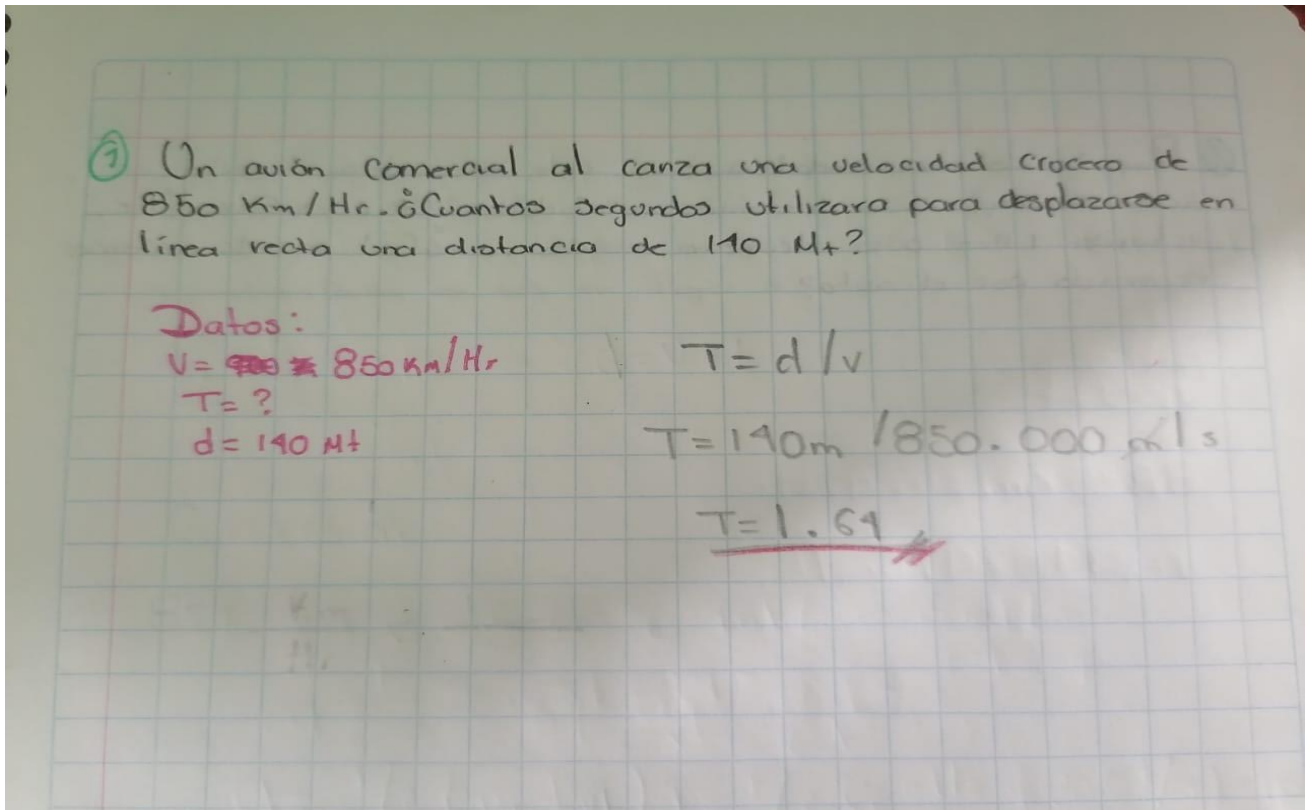 1 Un avión Comercial al canza una velocidad crocero de
850 Km/Hr. ¿Cuantos segundos utilizara para desplazarse en
línea recta una distancia de 140 Mt?
Datos:
V= 850 Km/Hr
T= ?
d= 140 Mt
T= d/v
T= 140m /850.000 m/s
T= 1.64